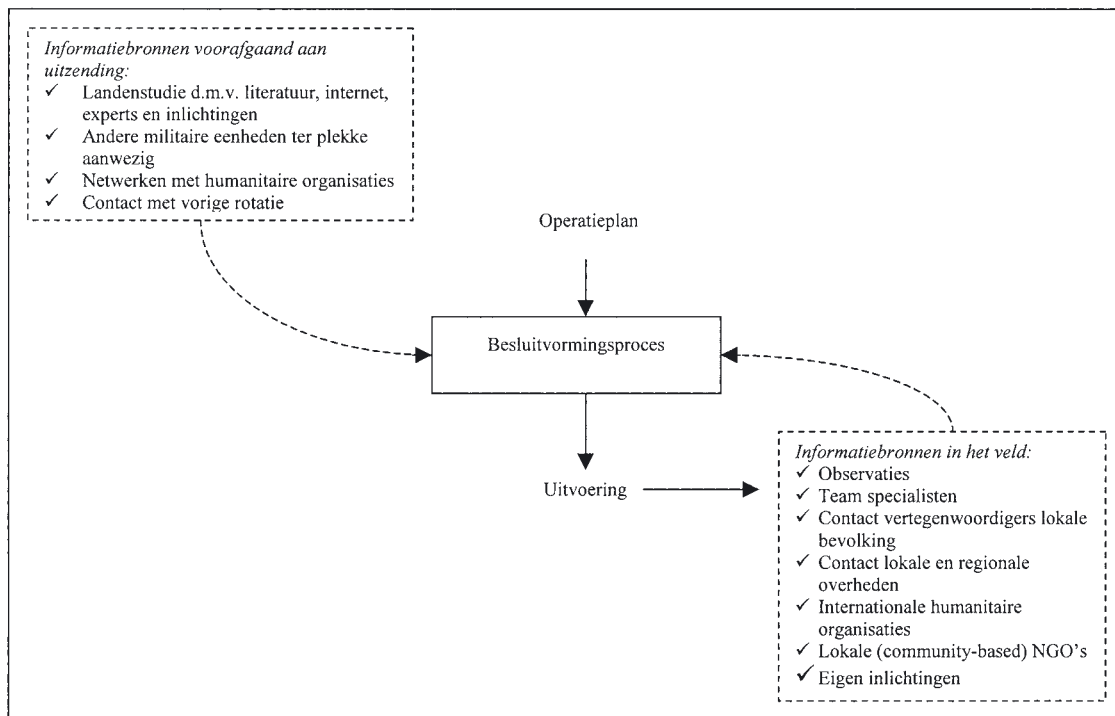 Informatiebronnen voorafgaand aan
uitzending:
✓ Landenstudie d.m.v. literatuur, internet,
experts en inlichtingen
✓ Andere militaire eenheden ter plekke
aanwezig
✓ Netwerken met humanitaire organisaties
✓ Contact met vorige rotatie
Operatieplan
Besluitvormingsproces
Uitvoering
Informatiebronnen in het veld:
✓ Observaties
✓ Team specialisten
✓ Contact vertegenwoordigers lokale
bevolking
✓ Contact lokale en regionale
overheden
✓ Internationale humanitaire
organisaties
✓ Lokale (community-based) NGO's
✓ Eigen inlichtingen